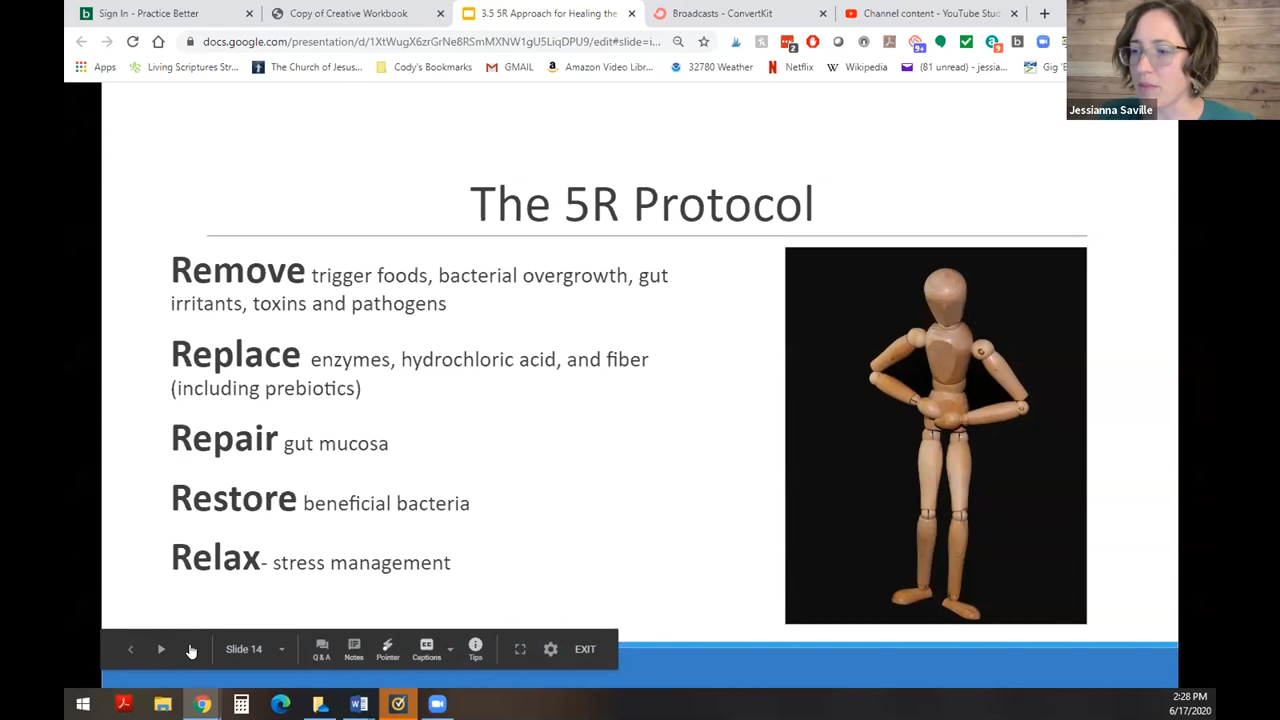 Sign In - Practice Better
Copy of Creative Workbook
3.5 5R Approach for Healing the
Broadcasts - ConvertKit
Channel content - YouTube Stud
docs.google.com/presentation/d/1XtWugX6zrGrNe8RSmMXNW1gU5LiqDPU9/edit#slide=i...
2
9+
9
Apps
Living Scriptures Str...
The Church of Jesus...
Cody's Bookmarks
GMAIL
Amazon Video Libr...
32780 Weather
Netflix
Wikipedia
(81 unread) - jessia...
Gig 'E
Jessianna Saville
The 5R Protocol
Remove trigger foods, bacterial overgrowth, gut
irritants, toxins and pathogens
Replace enzymes, hydrochloric acid, and fiber
(including prebiotics)
Repair gut mucosa
Restore beneficial bacteria
Relax- stress management
Slide 14
Q & A
Notes
Pointer
Captions
Tips
EXIT
2:28 PM
6/17/2020